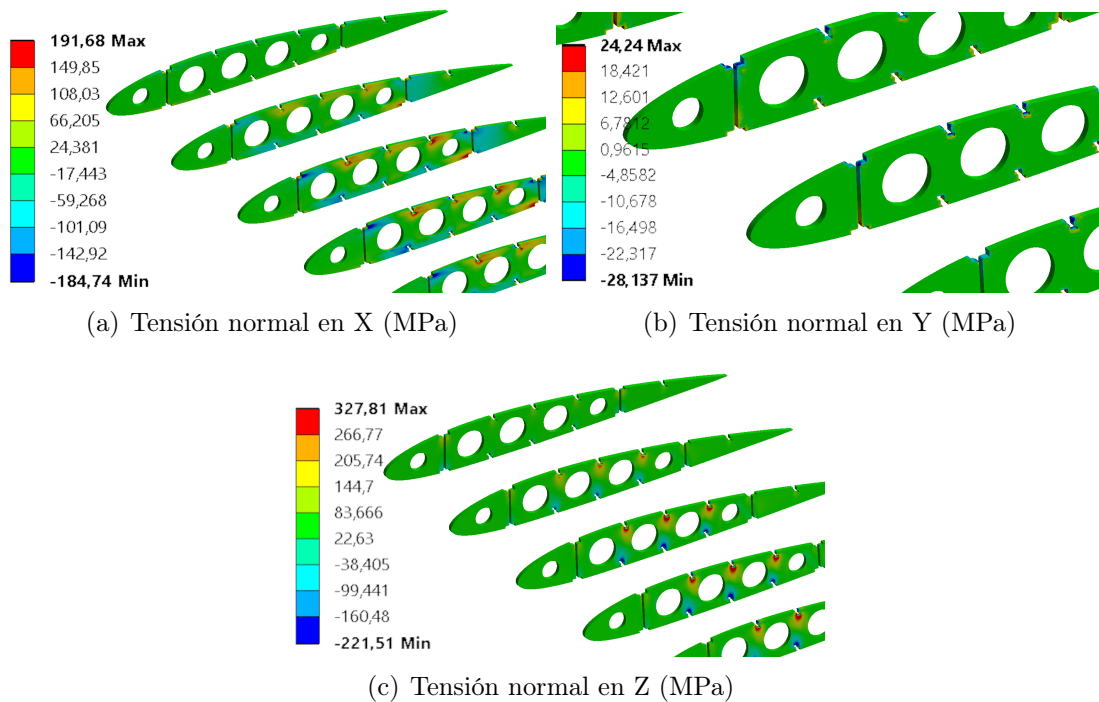 191,68 Max
149,85
108,03
66,205
24,381
-17,443
-59,268
-101,09
-142,92
-184,74 Min
(a) Tensión normal en X (MPa)
24,24 Max
18,421
12,601
6,7812
0,9615
-4,8582
-10,678
-16,498
-22,317
-28,137 Min
(b) Tensión normal en Y (MPa)
327,81 Max
266,77
205,74
144,7
83,666
22,63
-38,405
-99,441
-160,48
-221,51 Min
(c) Tensión normal en Z (MPa)